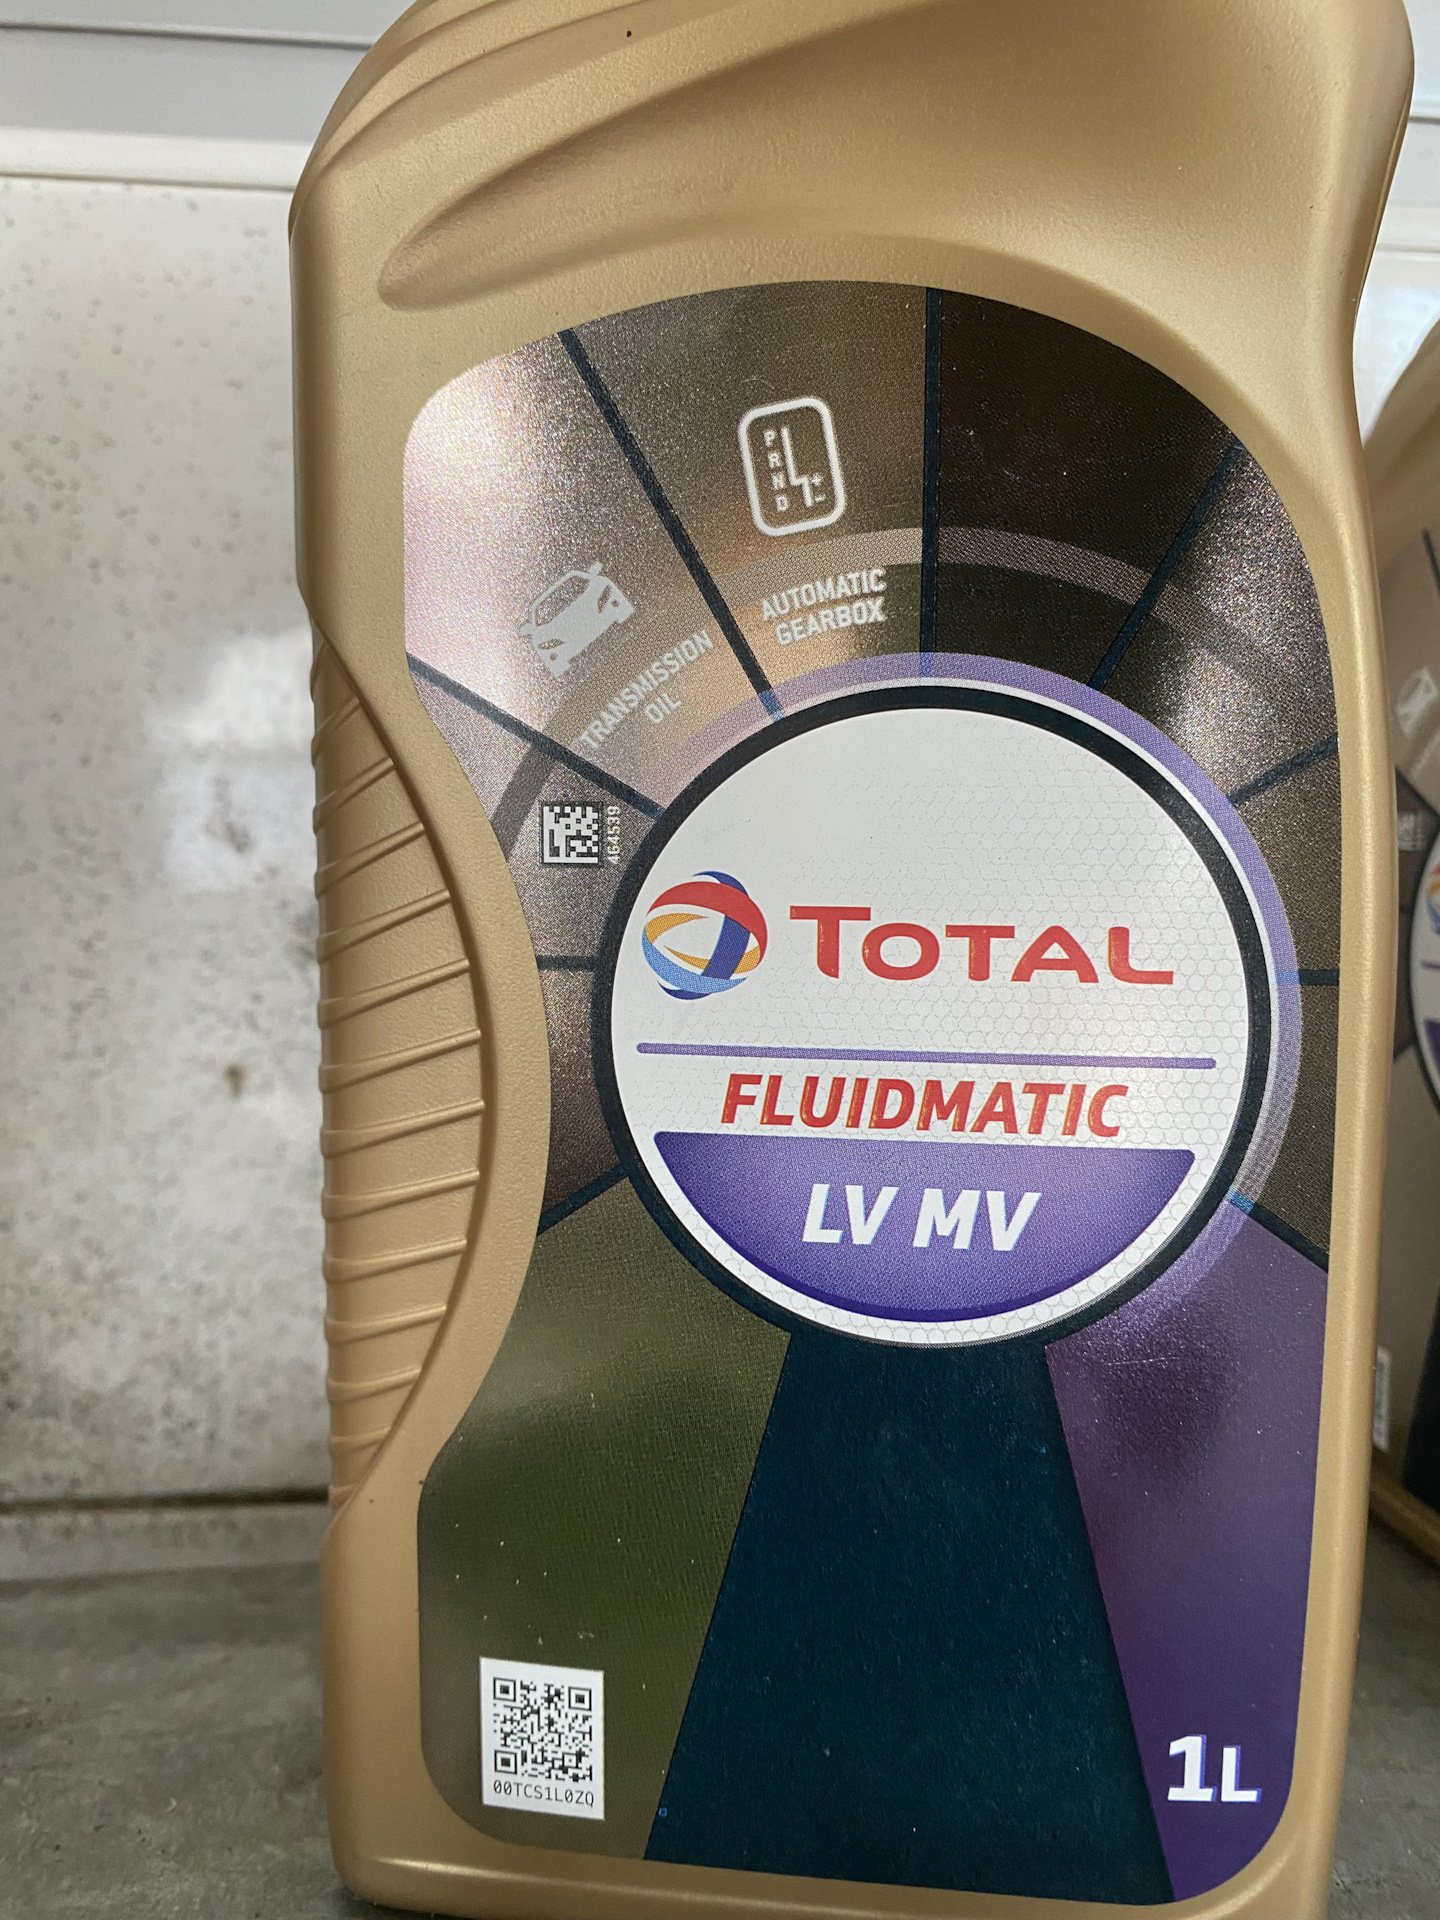 P
R
N
D
+
-
AUTOMATIC
GEARBOX
TRANSMISSION
OIL
464539
TOTAL
FLUIDMATIC
LV MV
00TCS1L0ZQ
1L